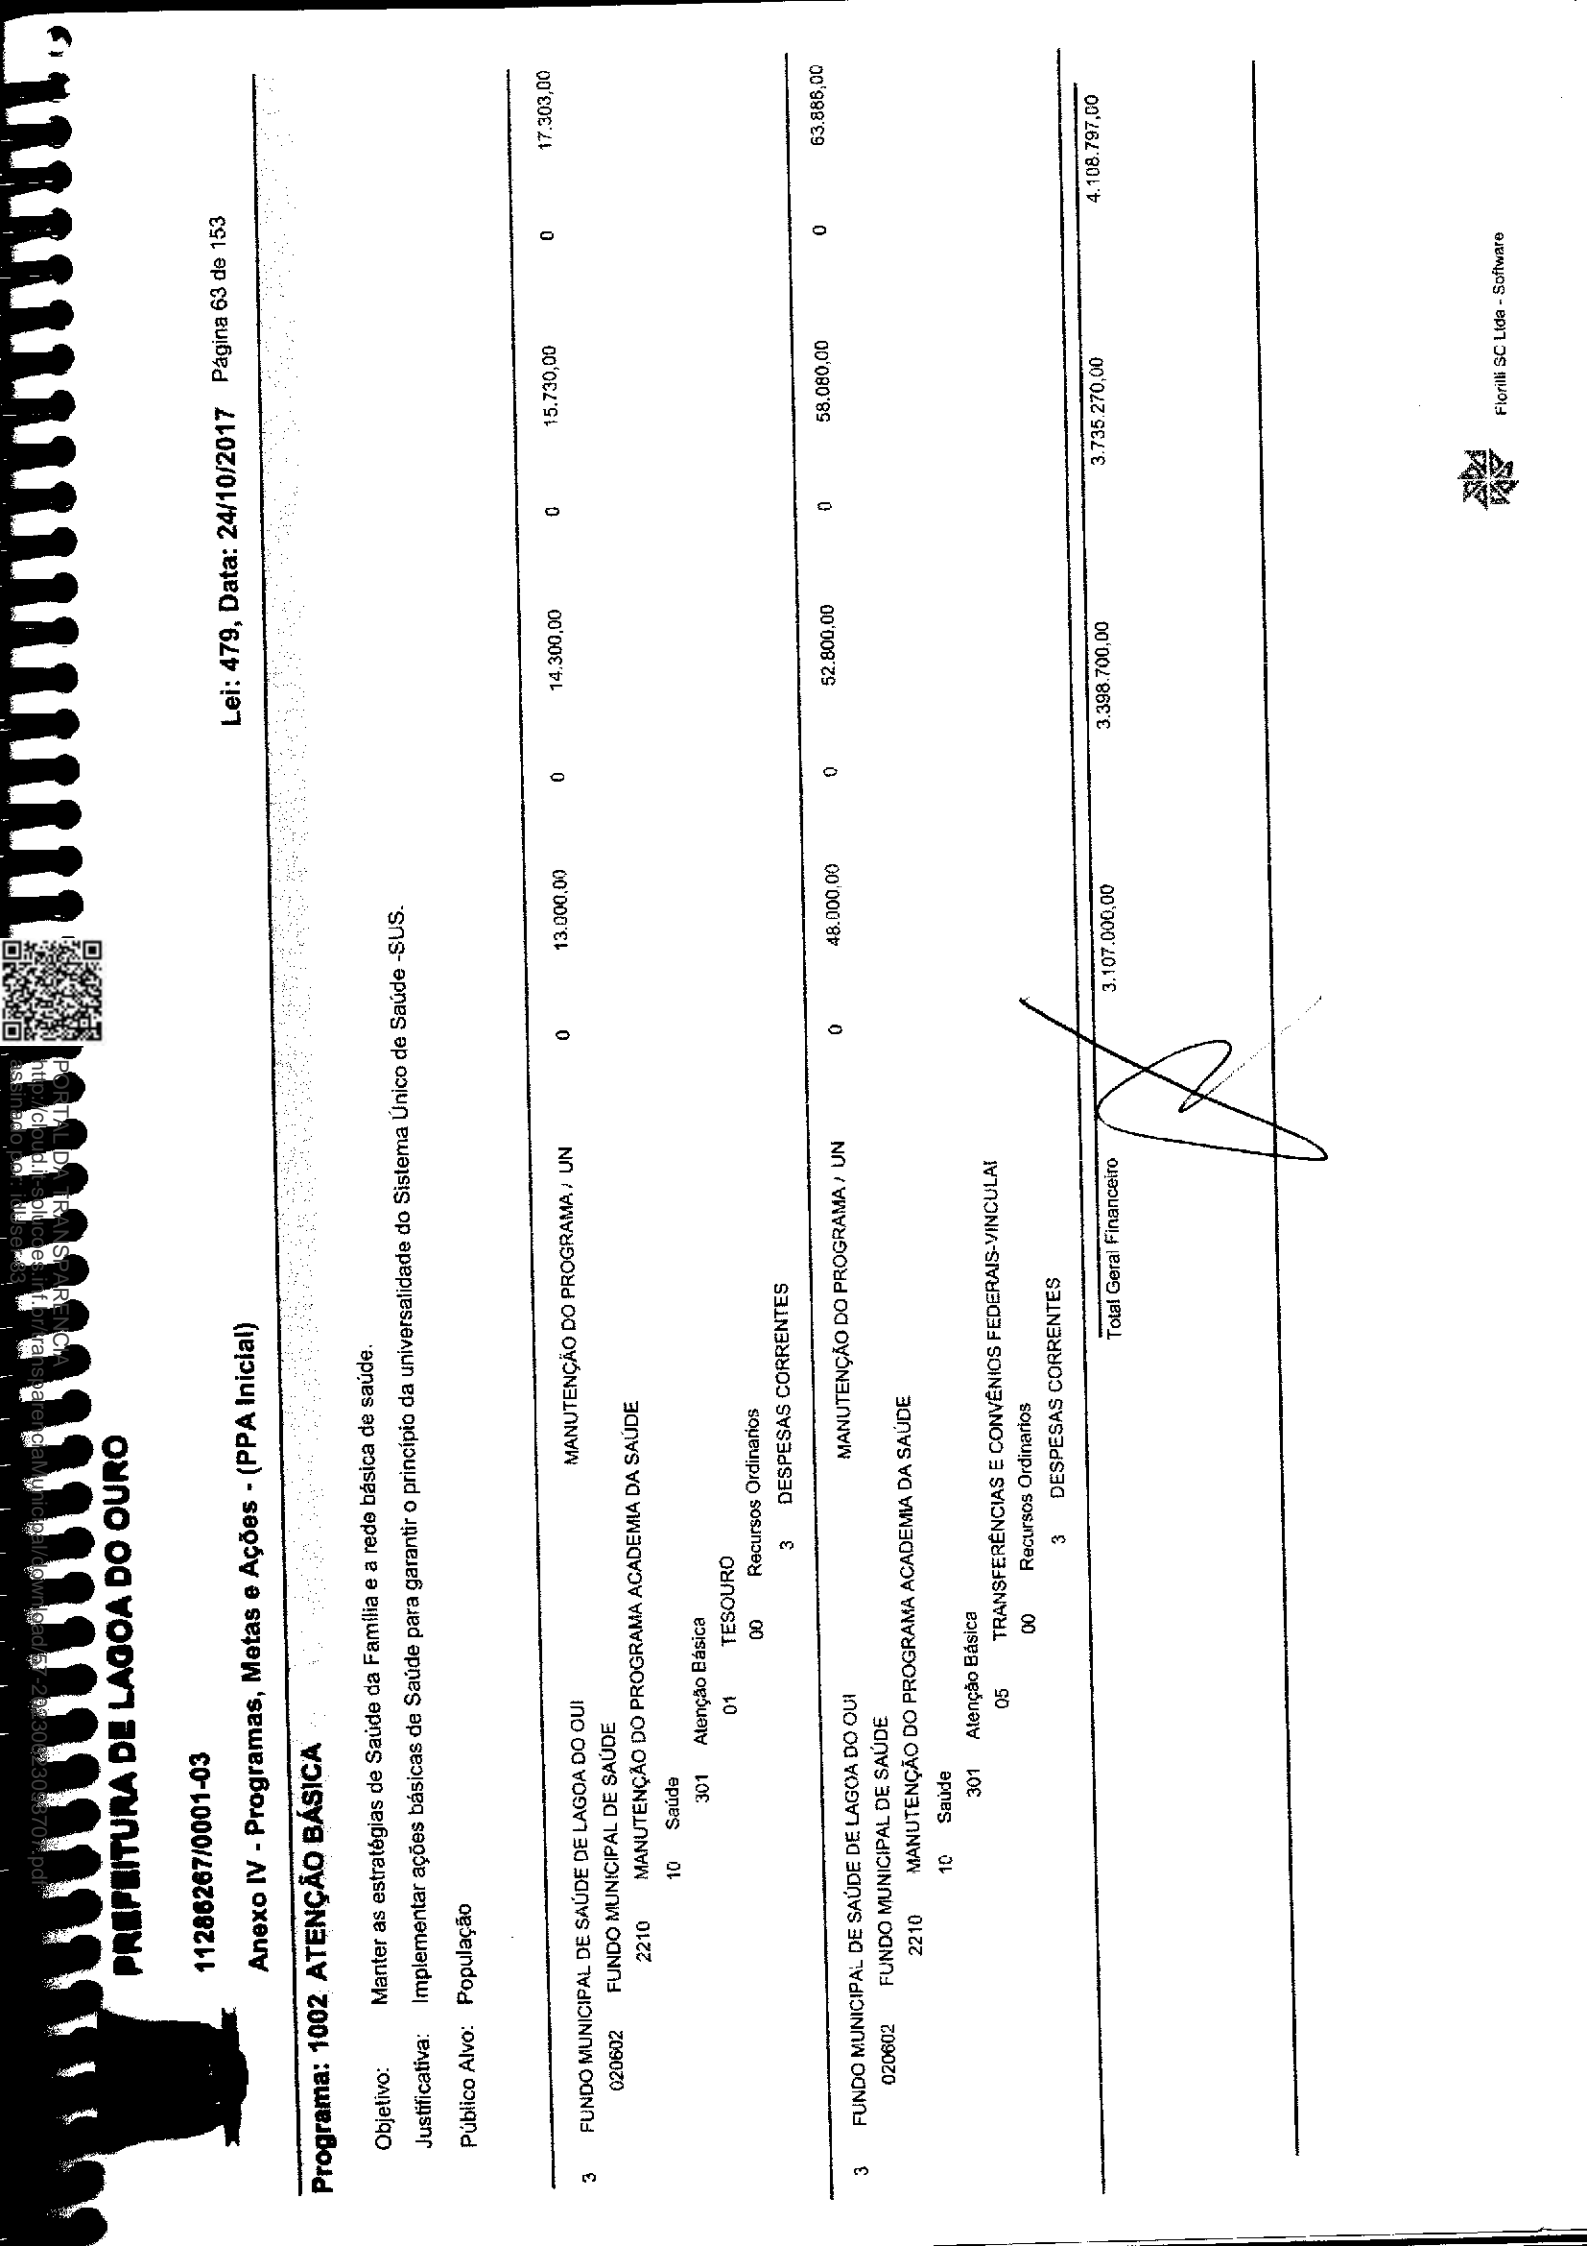 PREFEITURA DE LAGOA DO OURO
11286267/0001-03
Lei: 479, Data: 24/10/2017 Página 63 de 153
Anexo IV - Programas, Metas e Ações - (PPA Inicial)
Programa: 1002 ATENÇÃO BÁSICA
Objetivo: Manter as estratégias de Saúde da Família e a rede básica de saúde.
Justificativa: Implementar ações básicas de Saúde para garantir o princípio da universalidade do Sistema Único de Saúde -SUS.
Público Alvo: População
MANUTENÇÃO DO PROGRAMA / UN 0 13.000,00 0 14.300,00 0 15.730,00 0 17.303,00
3 FUNDO MUNICIPAL DE SAÚDE DE LAGOA DO OUI
020602 FUNDO MUNICIPAL DE SAÚDE
2210 MANUTENÇÃO DO PROGRAMA ACADEMIA DA SAÚDE
10 Saúde
301 Atenção Básica
01 TESOURO
00 Recursos Ordinarios
3 DESPESAS CORRENTES
MANUTENÇÃO DO PROGRAMA / UN 0 48.000,00 0 52.800,00 0 58.080,00 0 63.888,00
3 FUNDO MUNICIPAL DE SAÚDE DE LAGOA DO OUI
020602 FUNDO MUNICIPAL DE SAÚDE
2210 MANUTENÇÃO DO PROGRAMA ACADEMIA DA SAÚDE
10 Saúde
301 Atenção Básica
05 TRANSFERÊNCIAS E CONVÊNIOS FEDERAIS-VINCULAI
00 Recursos Ordinarios
3 DESPESAS CORRENTES
Total Geral Financeiro 3.107.000,00 3.398.700,00 3.735.270,00 4.108.797,00
Fiorilli SC Ltda - Software
PORTAL DA TRANSPARENCIA